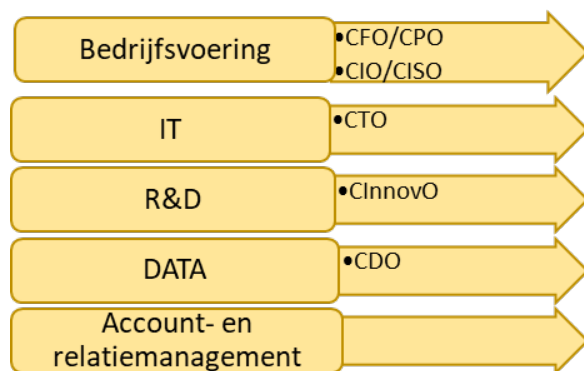 Bedrijfsvoering
•CFO/CPO
•CIO/CISO
IT
•CTO
R&D
•CInnovO
DATA
•CDO
Account- en
relatiemanagement